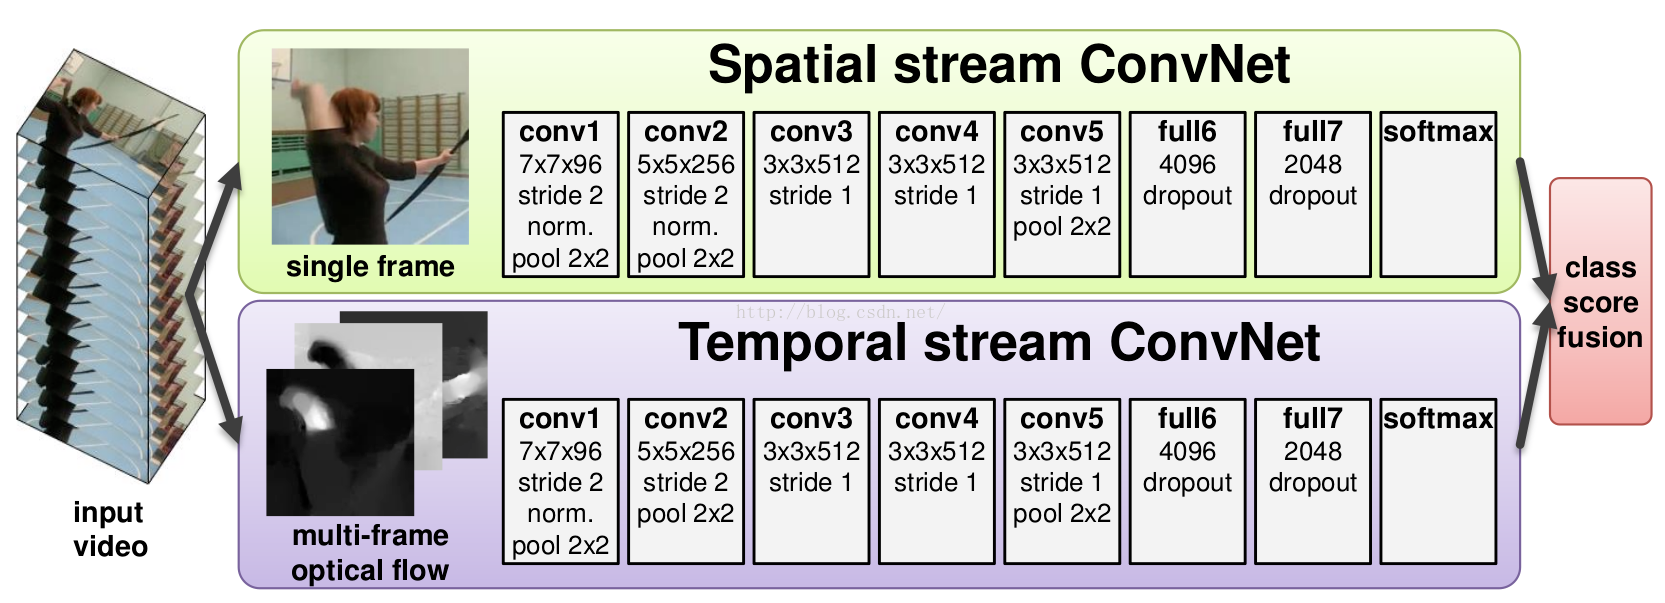 Spatial stream ConvNet
single frame
conv1
7x7x96
stride 2
norm.
pool 2x2
conv2
5x5x256
stride 2
norm.
pool 2x2
conv3
3x3x512
stride 1
conv4
3x3x512
stride 1
conv5
3x3x512
stride 1
pool 2x2
full6
4096
dropout
full7
2048
dropout
softmax
http://blog.csdn.net/
Temporal stream ConvNet
input
video
multi-frame
optical flow
conv1
7x7x96
stride 2
norm.
pool 2x2
conv2
5x5x256
stride 2
pool 2x2
conv3
3x3x512
stride 1
conv4
3x3x512
stride 1
conv5
3x3x512
stride 1
pool 2x2
full6
4096
dropout
full7
2048
dropout
softmax
class
score
fusion